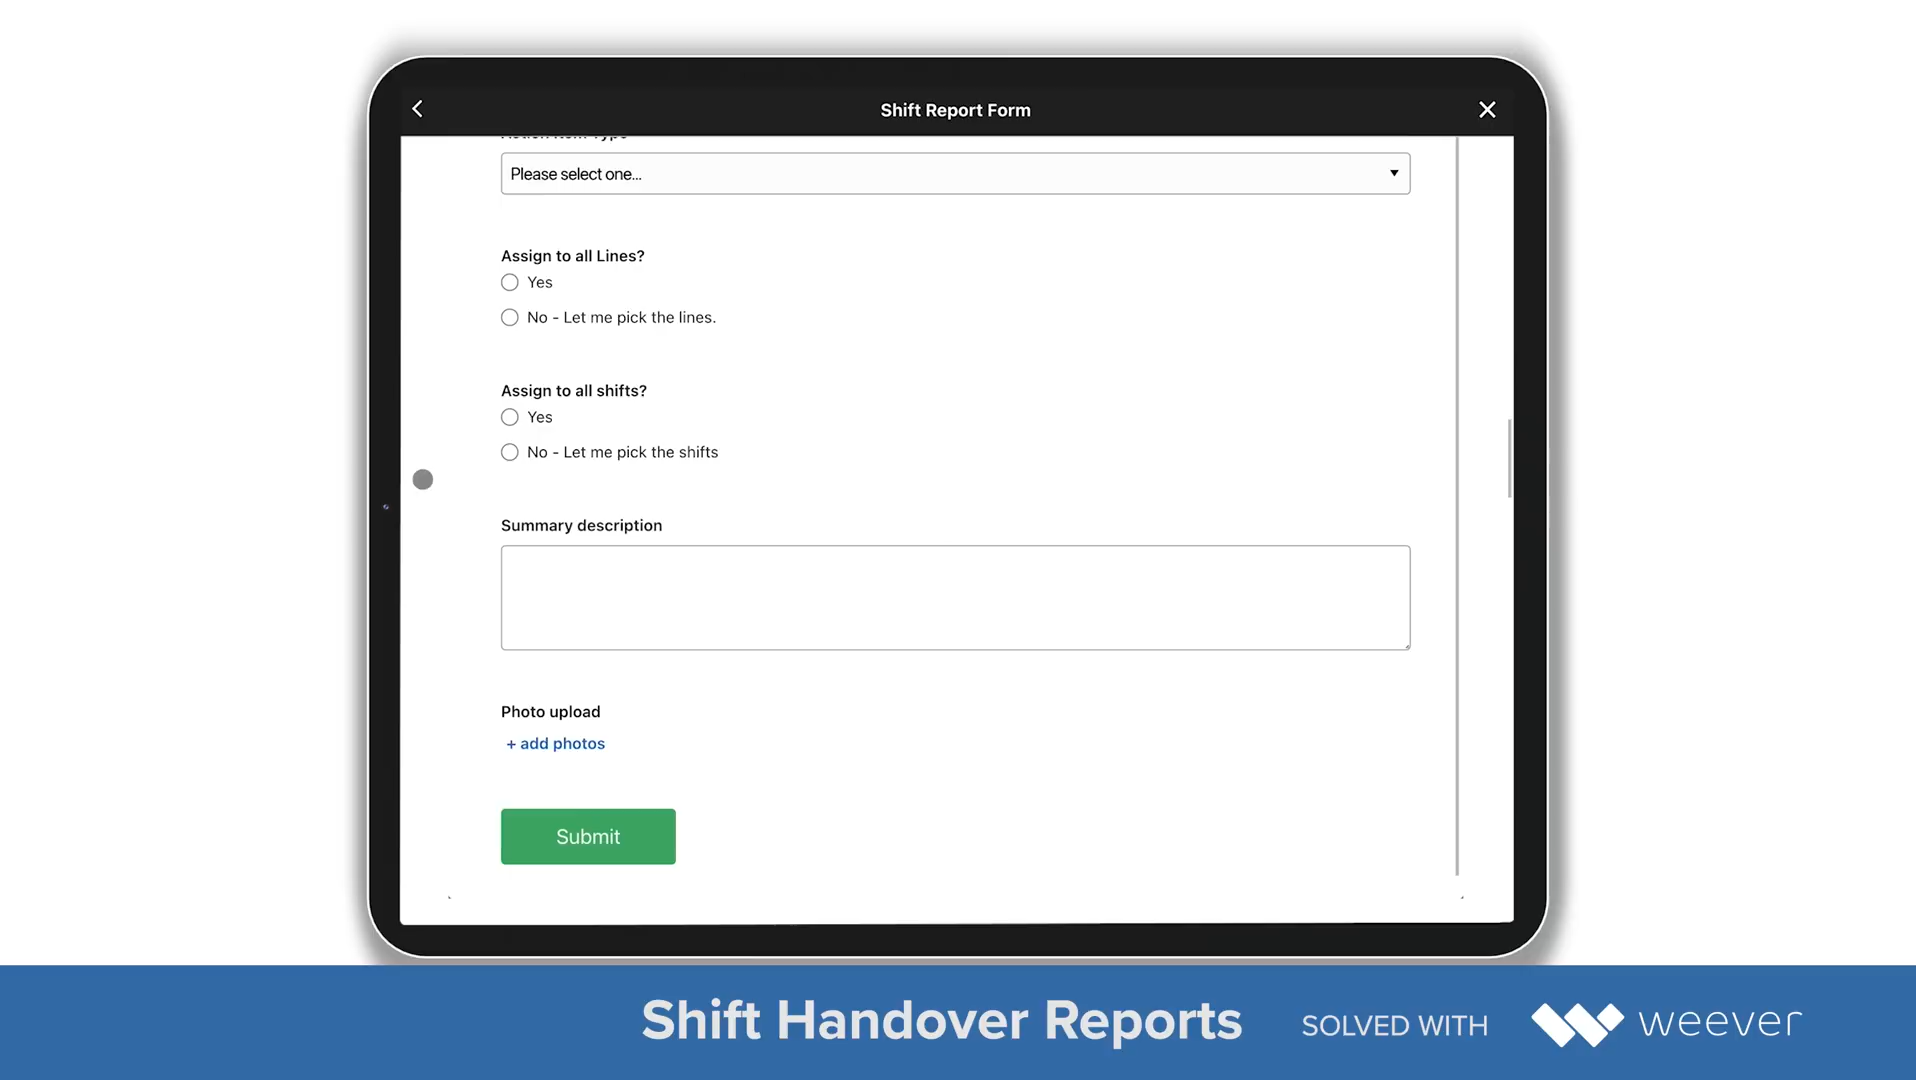 Shift Report Form
Please select one...
Assign to all Lines?
Yes
No - Let me pick the lines.
Assign to all shifts?
Yes
No - Let me pick the shifts
Summary description
Photo upload
+ add photos
Submit
Shift Handover Reports
SOLVED WITH
weever